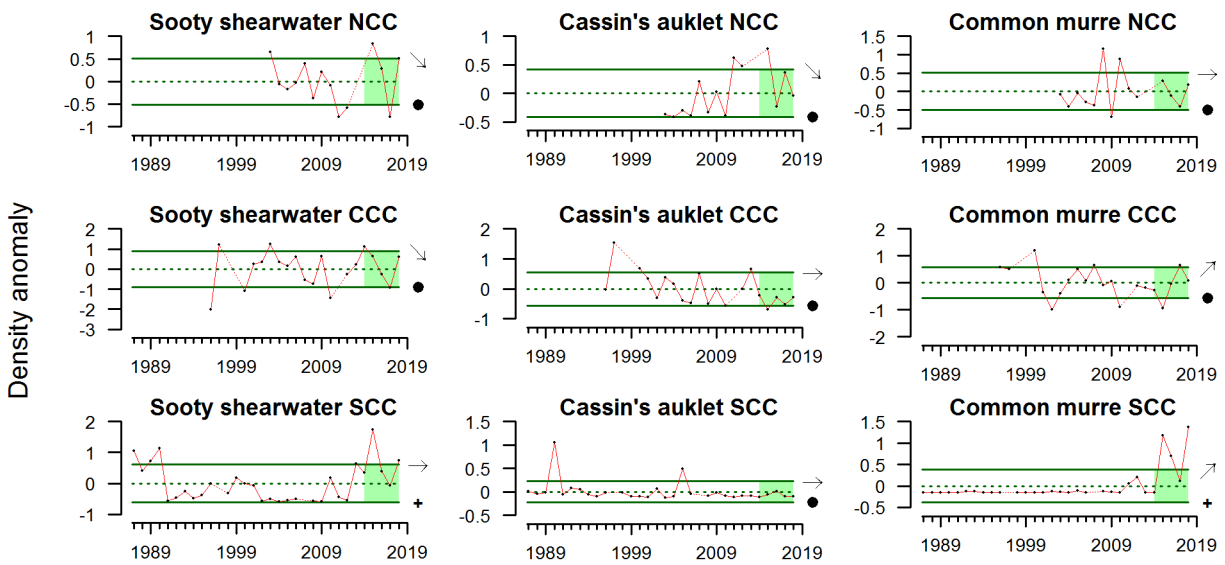 Density anomaly
Sooty shearwater NCC
1
0.5
0
-0.5
-1
1989 1999 2009 2019
Cassin's auklet NCC
1
0.5
0
-0.5
1989 1999 2009 2019
Common murre NCC
1.5
1
0.5
0
-0.5
-1
1989 1999 2009 2019
Sooty shearwater CCC
2
1
0
-1
-2
-3
1989 1999 2009 2019
Cassin's auklet CCC
2
1
0
-1
1989 1999 2009 2019
Common murre CCC
2
1
0
-1
2
1989 1999 2009 2019
Sooty shearwater SCC
2
1
0
-1
+
1989 1999 2009 2019
Cassin's auklet SCC
1.5
1
0.5
0
-0.5
1989 1999 2009 2019
Common murre SCC
1.5
1
0.5
0
-0.5
+
1989 1999 2009 2019